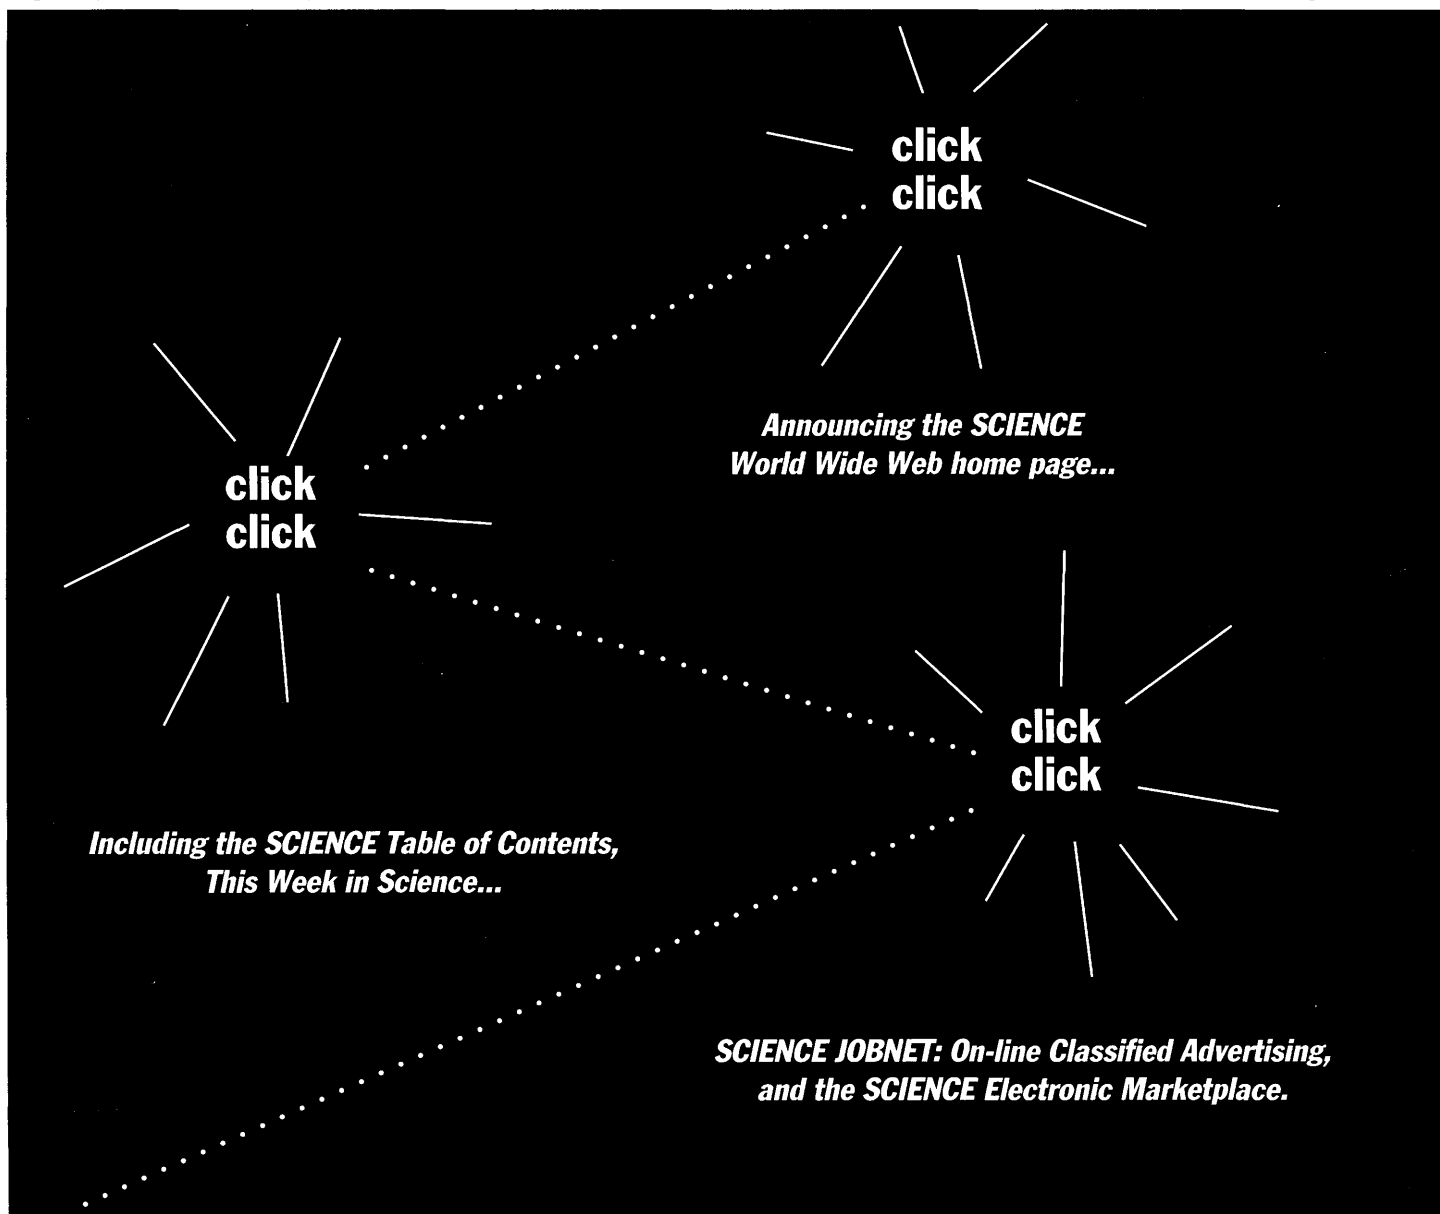 click
click
Announcing the SCIENCE
World Wide Web home page...
click
click
Including the SCIENCE Table of Contents,
This Week in Science...
click
click
SCIENCE JOBNET: On-line Classified Advertising,
and the SCIENCE Electronic Marketplace.